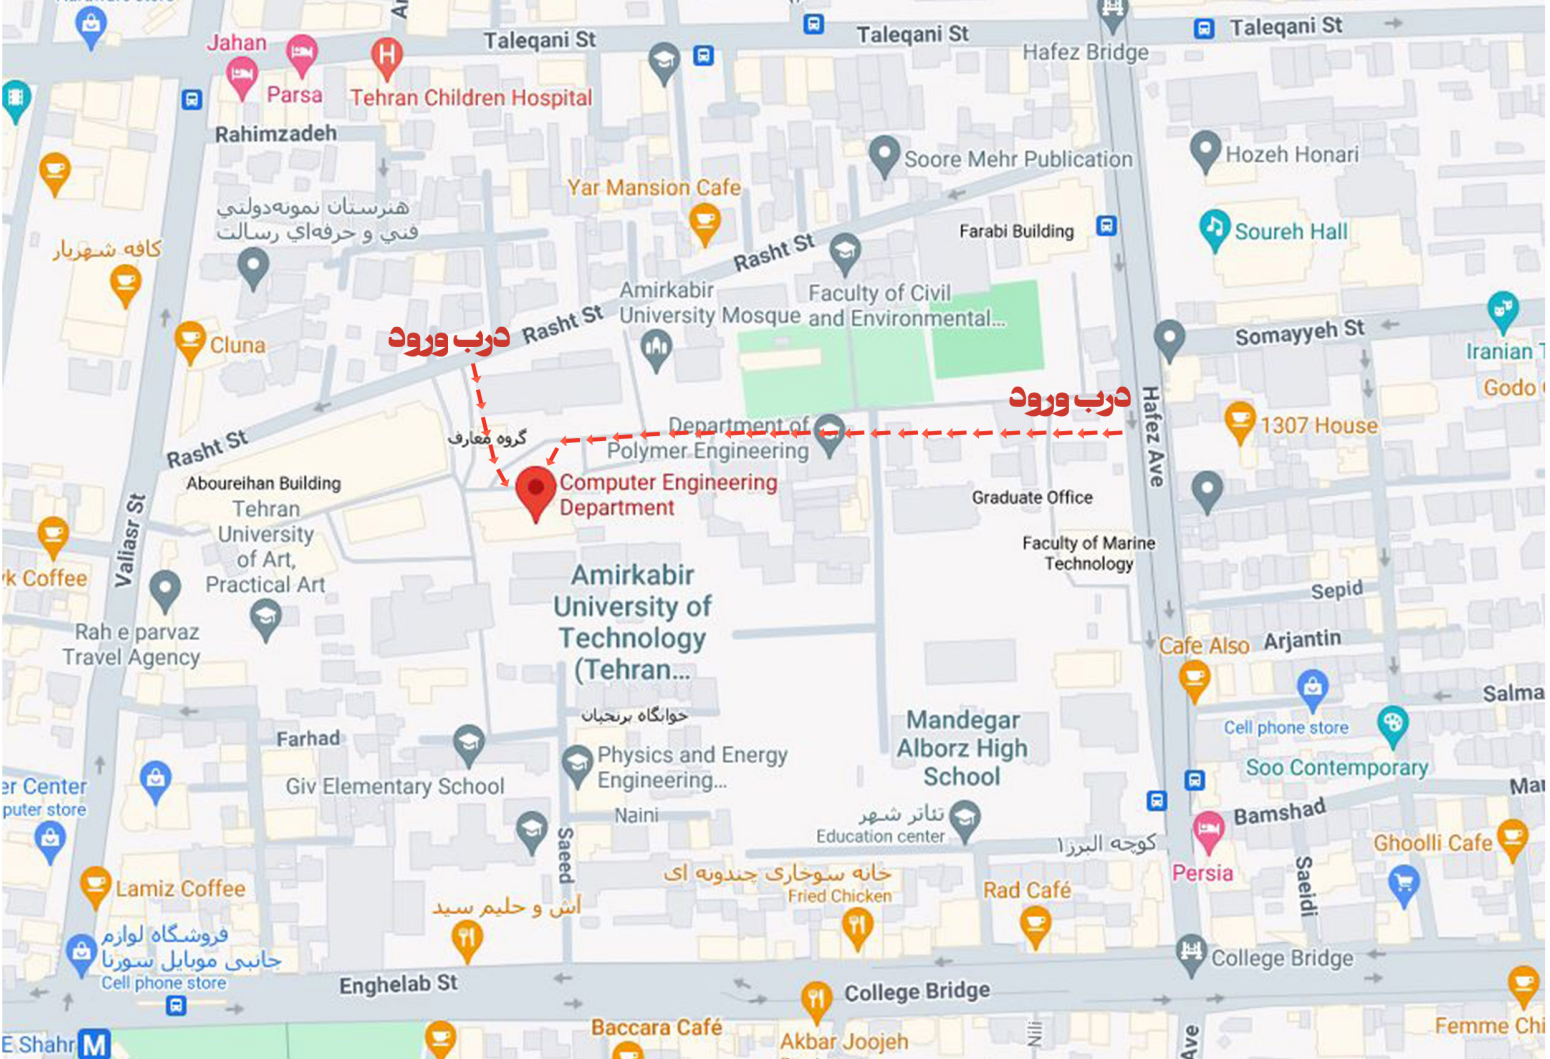 Taleqani St
Taleqani St
Taleqani St
Hafez Bridge
Jahan
Parsa
Tehran Children Hospital
Rahimzadeh
Soore Mehr Publication
Hozeh Honari
Yar Mansion Cafe
هنرستان نمونه‌دولتي
فني و حرفه‌اي رسالت
کافه شهریار
Rasht St
Farabi Building
Soureh Hall
Amirkabir
University Mosque
Faculty of Civil
and Environmental...
Rasht St
درب ورود
Cluna
Somayyeh St
Iranian
Godo
درب ورود
Hafez Ave
1307 House
Department of
Polymer Engineering
گروه معارف
Rasht St
Aboureihan Building
Computer Engineering
Department
Graduate Office
Tehran
University
of Art,
Practical Art
Valiasr St
Faculty of Marine
Technology
Coffee
Amirkabir
University of
Technology
(Tehran...
Sepid
Rah e parvaz
Travel Agency
Cafe Also
Arjantin
Salma
خوابگاه برنجیان
Cell phone store
Farhad
Mandegar
Alborz High
School
Physics and Energy
Engineering...
Soo Contemporary
Giv Elementary School
er Center
puter store
Naini
تئاتر شهر
Education center
Bamshad
Mar
کوچه البرز۱
Ghoolli Cafe
Saeed
Persia
Saeidi
Lamiz Coffee
خانه سوخاری چندونه ای
Fried Chicken
Rad Café
آش و حلیم سید
فروشگاه لوازم
جانبی موبایل سورنا
Cell phone store
College Bridge
Enghelab St
College Bridge
Baccara Café
Akbar Joojeh
Nili
Ave
Femme Chi
E Shahr
M